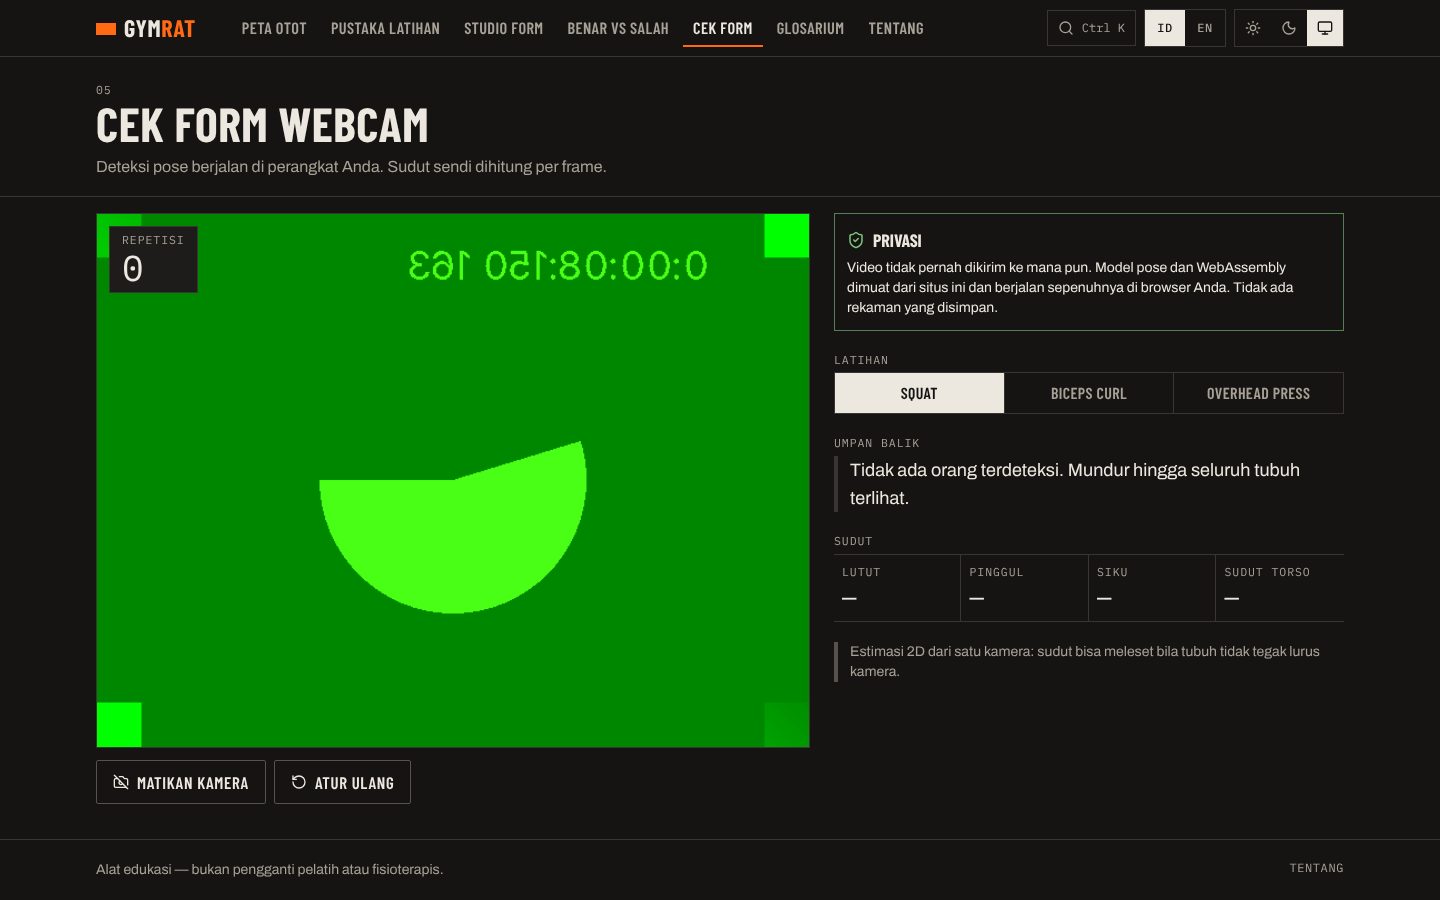 GYMRAT
PETA OTOT
PUSTAKA LATIHAN
STUDIO FORM
BENAR VS SALAH
CEK FORM
GLOSARIUM
TENTANG
Ctrl K
ID
EN
05
CEK FORM WEBCAM
Deteksi pose berjalan di perangkat Anda. Sudut sendi dihitung per frame.
REPETISI
0
0:00:08:150 163
MATIKAN KAMERA
ATUR ULANG
PRIVASI
Video tidak pernah dikirim ke mana pun. Model pose dan WebAssembly
dimuat dari situs ini dan berjalan sepenuhnya di browser Anda. Tidak ada
rekaman yang disimpan.
LATIHAN
SQUAT
BICEPS CURL
OVERHEAD PRESS
UMPAN BALIK
Tidak ada orang terdeteksi. Mundur hingga seluruh tubuh
terlihat.
SUDUT
LUTUT
PINGGUL
SIKU
SUDUT TORSO
—
—
—
—
Estimasi 2D dari satu kamera: sudut bisa meleset bila tubuh tidak tegak lurus
kamera.
Alat edukasi — bukan pengganti pelatih atau fisioterapis.
TENTANG